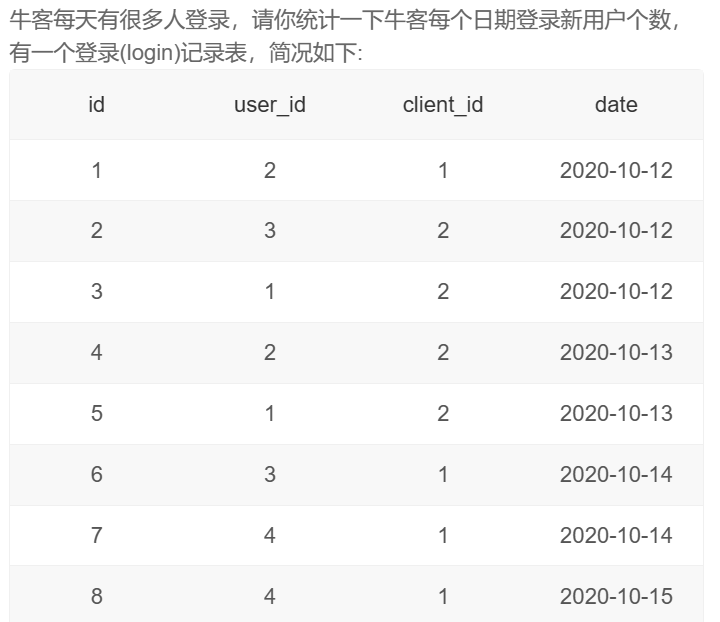 牛客每天有很多人登录，请你统计一下牛客每个日期登录新用户个数，
有一个登录(login)记录表，简况如下:
id user_id client_id date
1 2 1 2020-10-12
2 3 2 2020-10-12
3 1 2 2020-10-12
4 2 2 2020-10-13
5 1 2 2020-10-13
6 3 1 2020-10-14
7 4 1 2020-10-14
8 4 1 2020-10-15